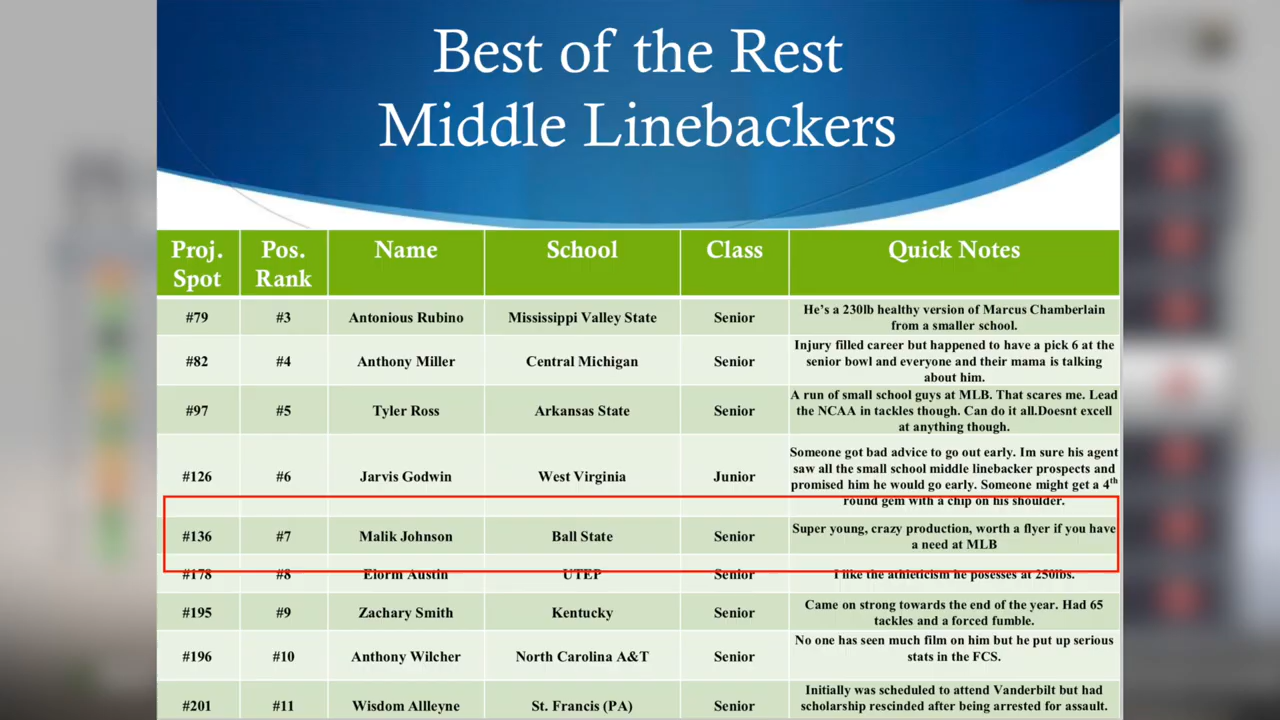 Best of the Rest
Middle Linebackers
Proj. Spot Pos. Rank Name School Class Quick Notes
#79 #3 Antonious Rubino Mississippi Valley State Senior He's a 230lb healthy version of Marcus Chamberlain
from a smaller school.
#82 #4 Anthony Miller Central Michigan Senior Injury filled career but happened to have a pick 6 at the
senior bowl and everyone and their mama is talking
about him.
#97 #5 Tyler Ross Arkansas State Senior A run of small school guys at MLB. That scares me. Lead
the NCAA in tackles though. Can do it all.Doesnt excell
at anything though.
#126 #6 Jarvis Godwin West Virginia Junior Someone got bad advice to go out early. Im sure his agent
saw all the small school middle linebacker prospects and
promised him he would go early. Someone might get a 4th
round gem with a chip on his shoulder.
#136 #7 Malik Johnson Ball State Senior Super young, crazy production, worth a flyer if you have
a need at MLB
#178 #8 Elorm Austin UTEP Senior I like the athleticism he posesses at 250lbs.
#195 #9 Zachary Smith Kentucky Senior Came on strong towards the end of the year. Had 65
tackles and a forced fumble.
#196 #10 Anthony Wilcher North Carolina A&T Senior No one has seen much film on him but he put up serious
stats in the FCS.
#201 #11 Wisdom Allleyne St. Francis (PA) Senior Initially was scheduled to attend Vanderbilt but had
scholarship rescinded after being arrested for assault.